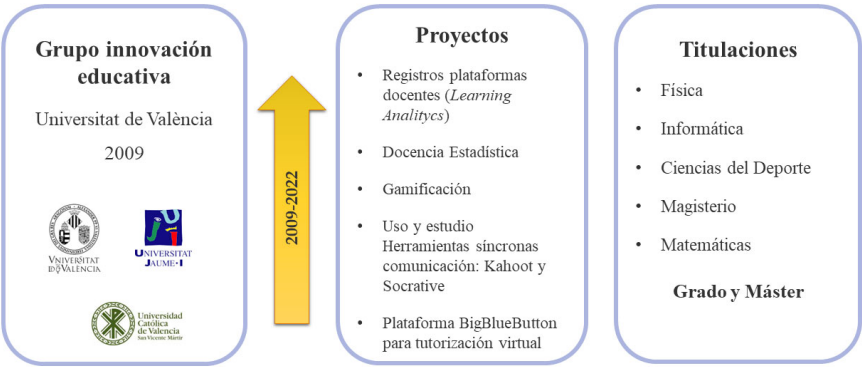 Grupo innovación
educativa
Universitat de València
2009
VNIVERSITAT
ID VALÈNCIA
UNIVERSITAT
JAUME·I
Universidad
Católica
de Valencia
San Vicente Mártir
2009-2022
Proyectos
• Registros plataformas
docentes (Learning
Analitycs)
• Docencia Estadística
• Gamificación
• Uso y estudio
Herramientas síncronas
comunicación: Kahoot y
Socrative
• Plataforma BigBlueButton
para tutorización virtual
Titulaciones
• Física
• Informática
• Ciencias del Deporte
• Magisterio
• Matemáticas
Grado y Máster